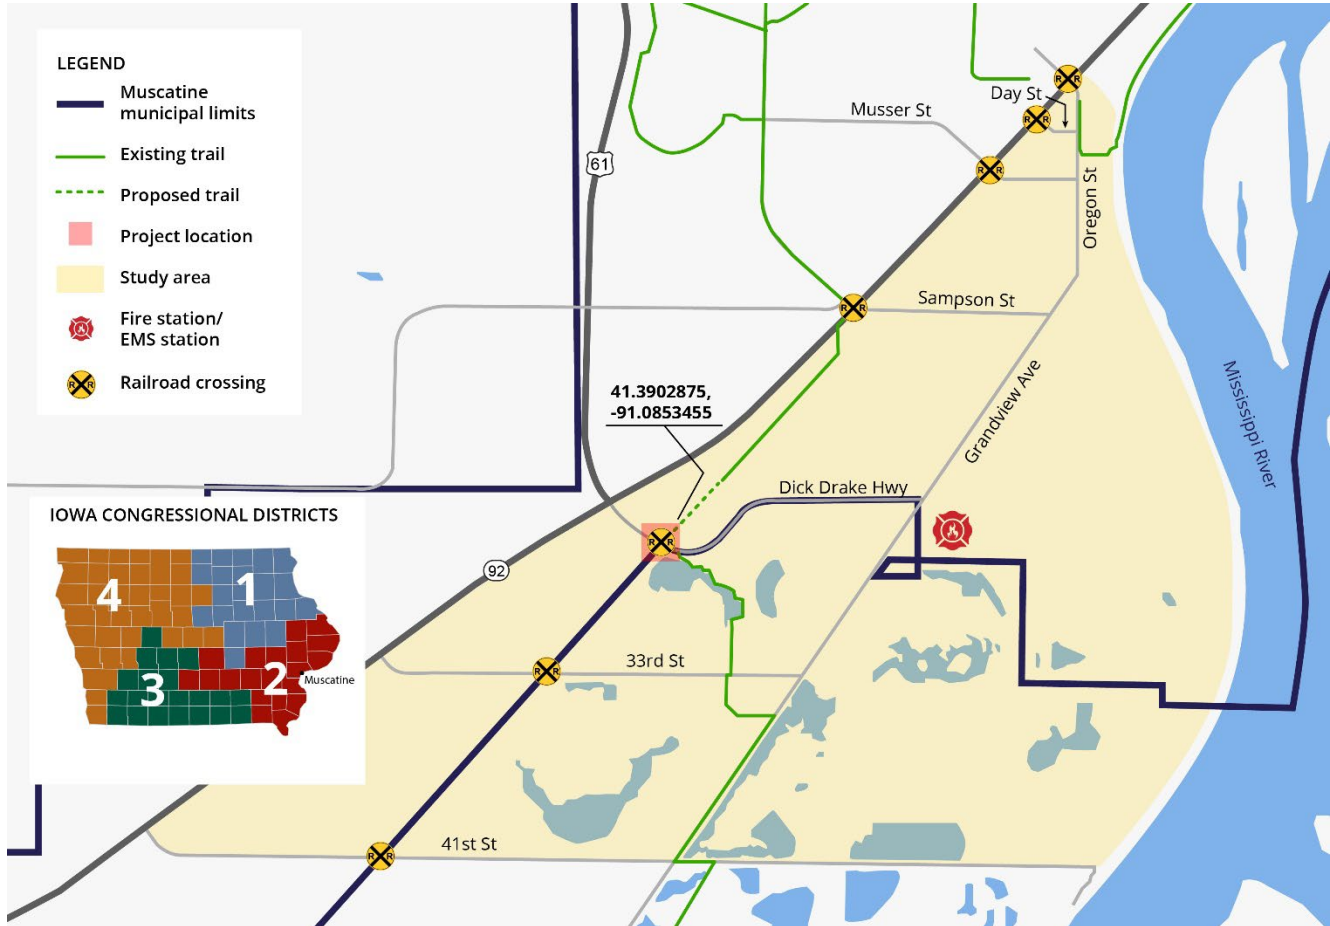 LEGEND
Muscatine
municipal limits
Existing trail
Proposed trail
Project location
Study area
Fire station/
EMS station
R R
Railroad crossing
61
Musser St
Day St
R R
R R
R R
Oregon St
Sampson St
R R
Mississippi River
41.3902875,
-91.0853455
Grandview Ave
Dick Drake Hwy
R R
92
33rd St
R R
41st St
R R
IOWA CONGRESSIONAL DISTRICTS
4
1
3
2
Muscatine